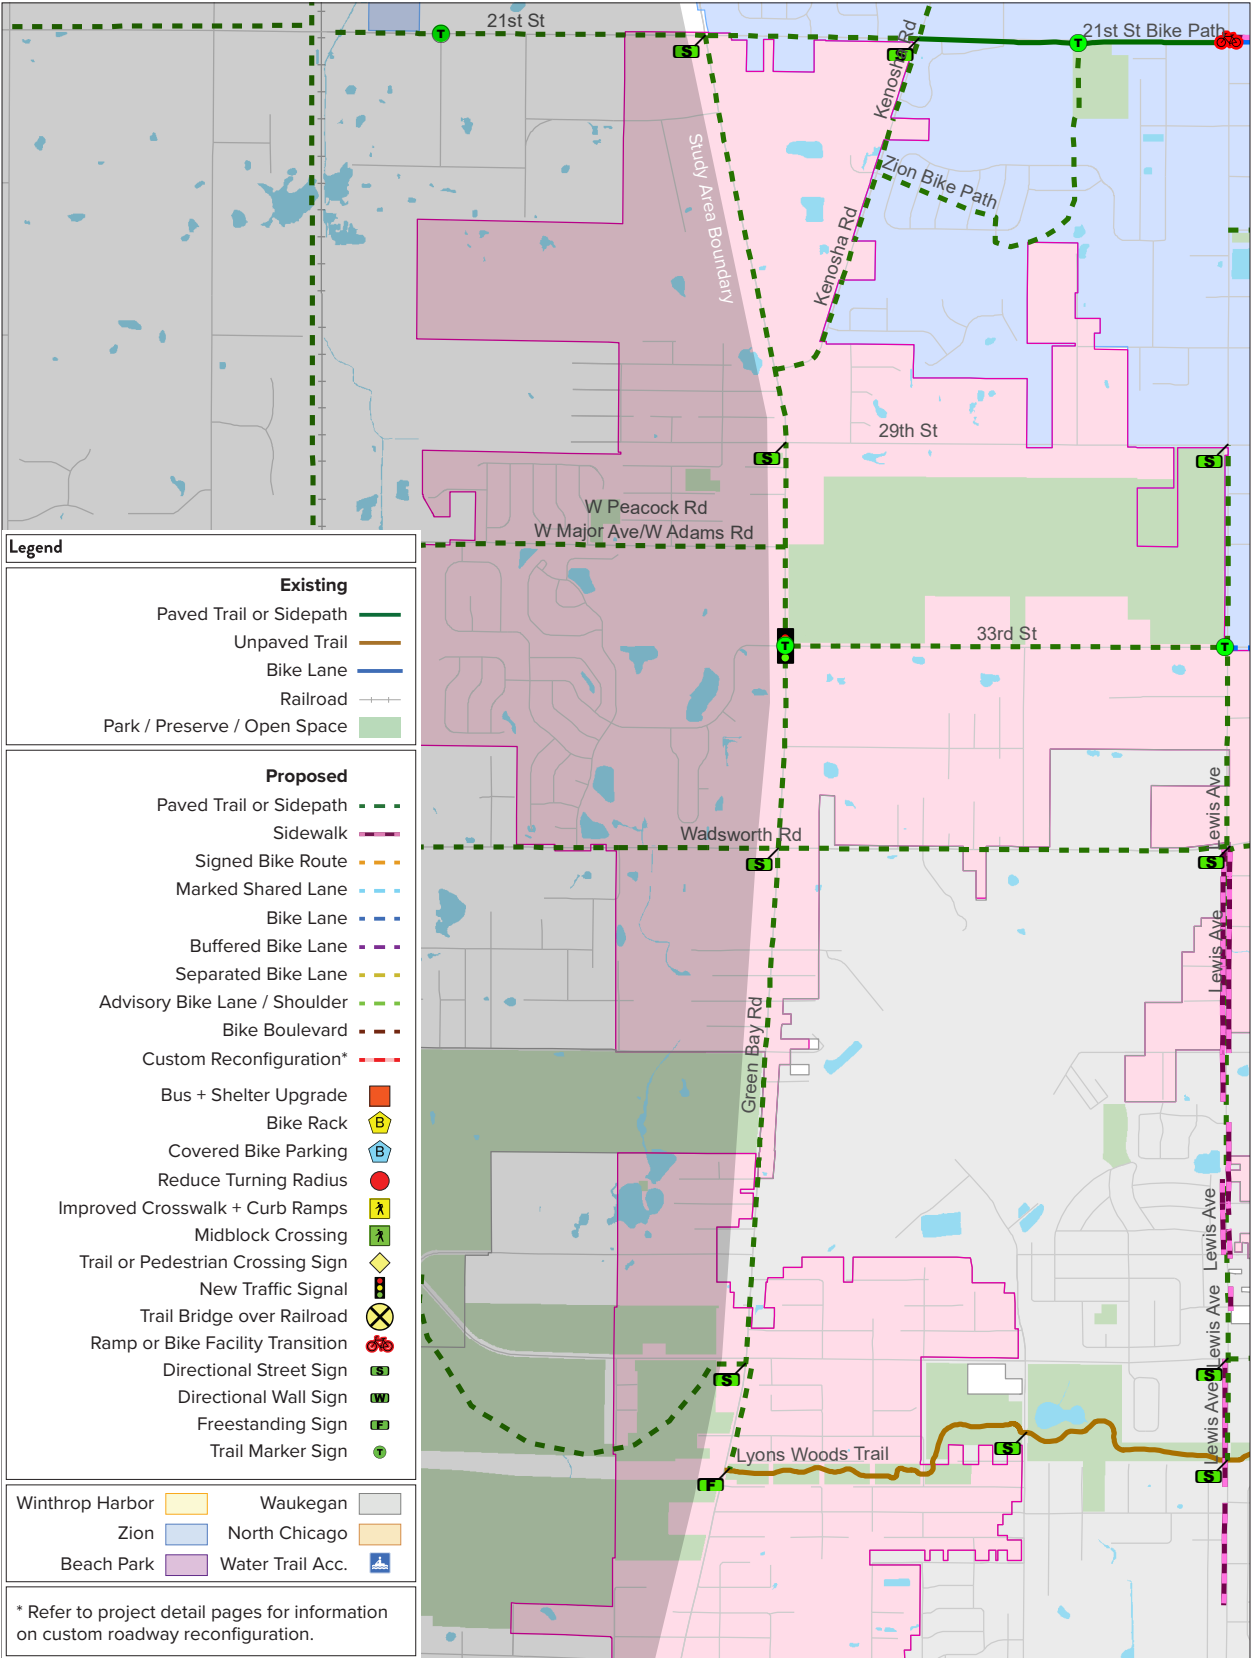 21st St
21st St Bike Path
T
T
S
S
Kenosha Rd
Study Area Boundary
Zion Bike Path
Kenosha Rd
29th St
S
S
W Peacock Rd
W Major Ave/W Adams Rd
33rd St
T
T
Wadsworth Rd
S
S
Lewis Ave
Lewis Ave
Green Bay Rd
Lewis Ave
Lewis Ave
Lewis Ave
S
S
S
S
Lyons Woods Trail
F
Legend
Existing
Paved Trail or Sidepath
Unpaved Trail
Bike Lane
Railroad
Park / Preserve / Open Space
Proposed
Paved Trail or Sidepath
Sidewalk
Signed Bike Route
Marked Shared Lane
Bike Lane
Buffered Bike Lane
Separated Bike Lane
Advisory Bike Lane / Shoulder
Bike Boulevard
Custom Reconfiguration*
Bus + Shelter Upgrade
Bike Rack B
Covered Bike Parking B
Reduce Turning Radius
Improved Crosswalk + Curb Ramps
Midblock Crossing
Trail or Pedestrian Crossing Sign
New Traffic Signal
Trail Bridge over Railroad
Ramp or Bike Facility Transition
Directional Street Sign S
Directional Wall Sign W
Freestanding Sign F
Trail Marker Sign T
Winthrop Harbor Waukegan
Zion North Chicago
Beach Park Water Trail Acc.
* Refer to project detail pages for information
on custom roadway reconfiguration.